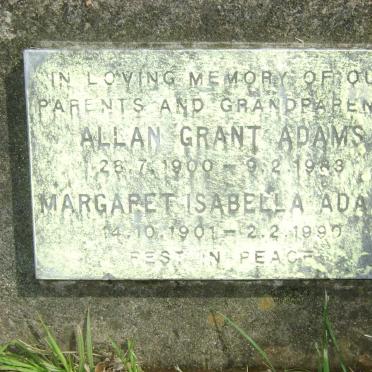 IN LOVING MEMORY OF OU
PARENTS AND GRANDPAREN
ALLAN GRANT ADAMS
28.7.1900 – 9.2.1983
MARGARET ISABELLA ADA
14.10.1901 – 2.2.1990
REST IN PEACE